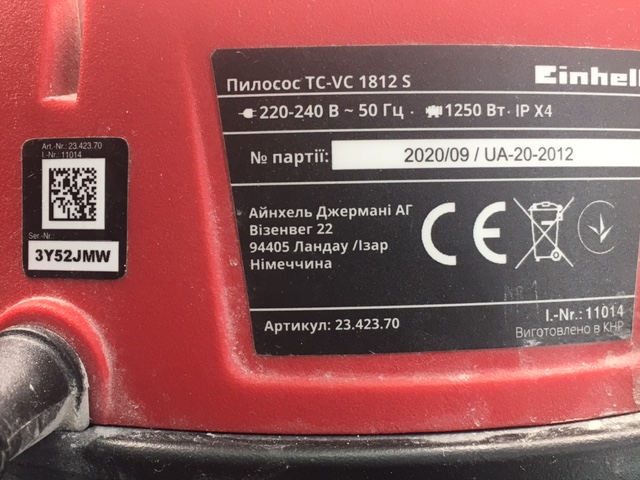 Пилосос TC-VC 1812 S
Einhell
220-240 В ~ 50 Гц · 1250 Вт · IP X4
№ партії: 2020/09 / UA-20-2012
Айнхель Джермані АГ
Візенвег 22
94405 Ландау /Ізар
Німеччина
CE
Артикул: 23.423.70
I.-Nr.: 11014
Виготовлено в КНР
Art.-Nr.: 23.423.70
I.-Nr.: 11014
Ser.-Nr.:
3Y52JMW